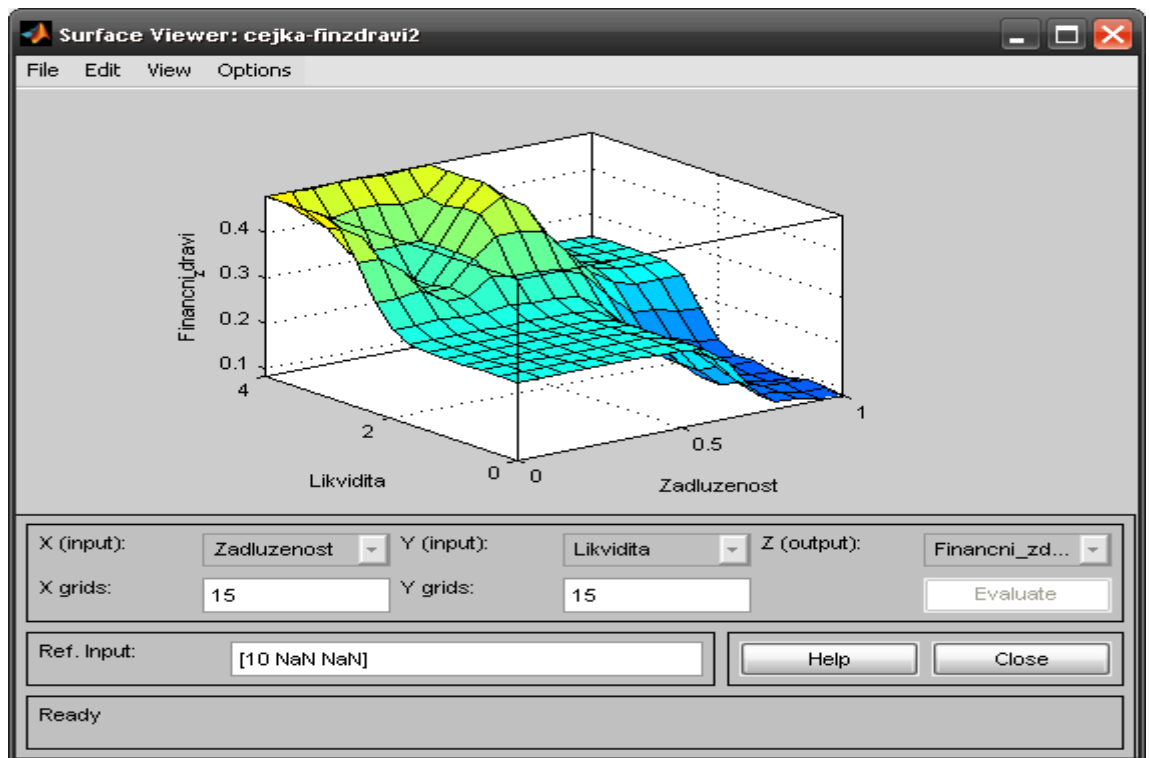 Surface Viewer: cejka-finzdravi2
File Edit View Options
Financni_zdravi
0.4
0.3
0.2
0.1
4
2
0
0
0.5
1
Likvidita
Zadluzenost
X (input): Zadluzenost Y (input): Likvidita Z (output): Financni_zd...
X grids: 15 Y grids: 15 Evaluate
Ref. Input: [10 NaN NaN] Help Close
Ready